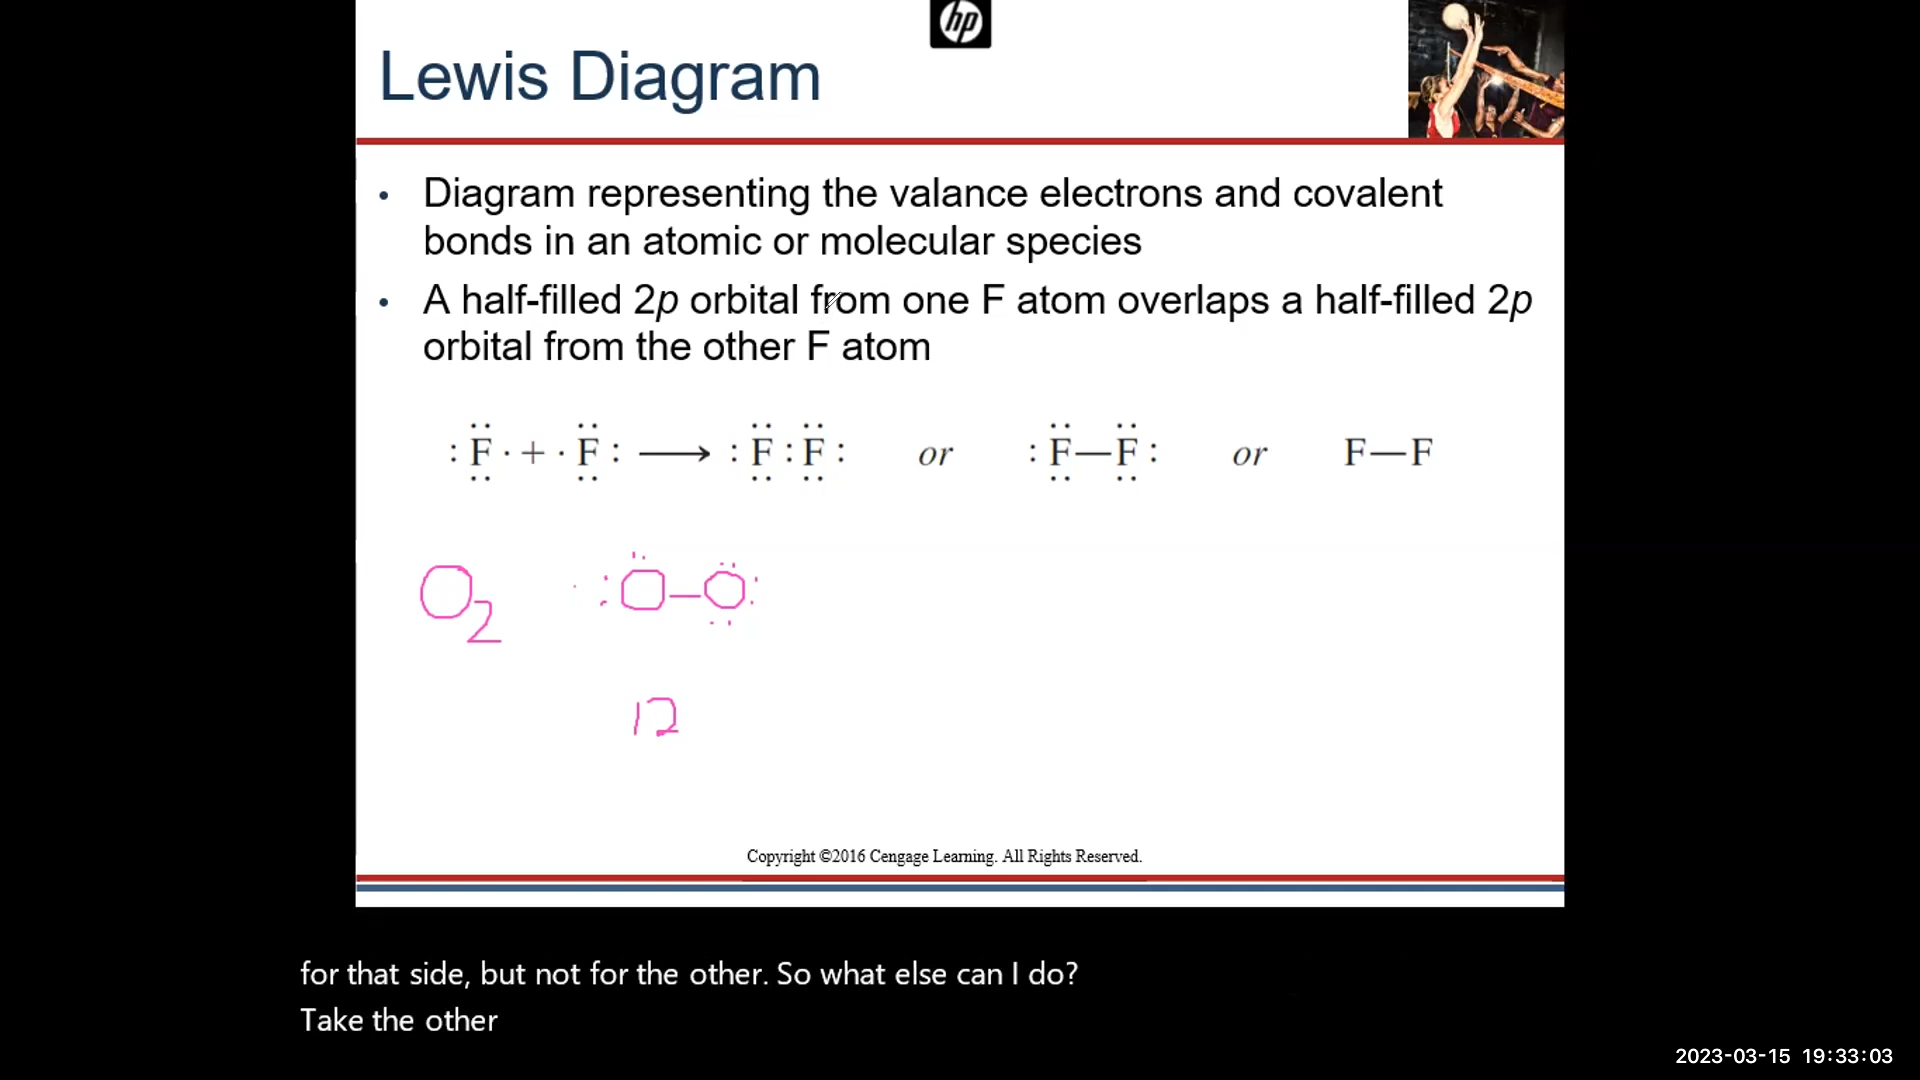 hp
Lewis Diagram
• Diagram representing the valance electrons and covalent
bonds in an atomic or molecular species
• A half-filled 2p orbital from one F atom overlaps a half-filled 2p
orbital from the other F atom
:F· + ·F: ⟶ :F:F: or :F—F: or F—F
O2 :O–O:
12
Copyright ©2016 Cengage Learning. All Rights Reserved.
for that side, but not for the other. So what else can I do?
Take the other
2023-03-15 19:33:03